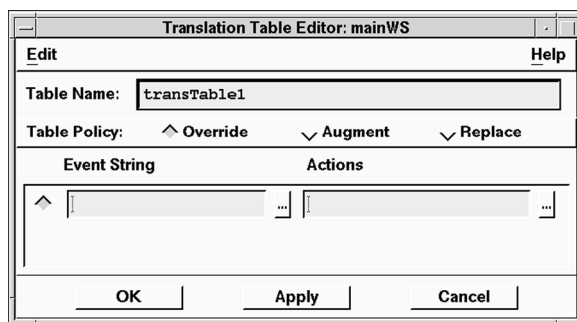 Translation Table Editor: mainWS
Edit Help
Table Name: transTable1
Table Policy: Override Augment Replace
Event String Actions
... ...
OK Apply Cancel